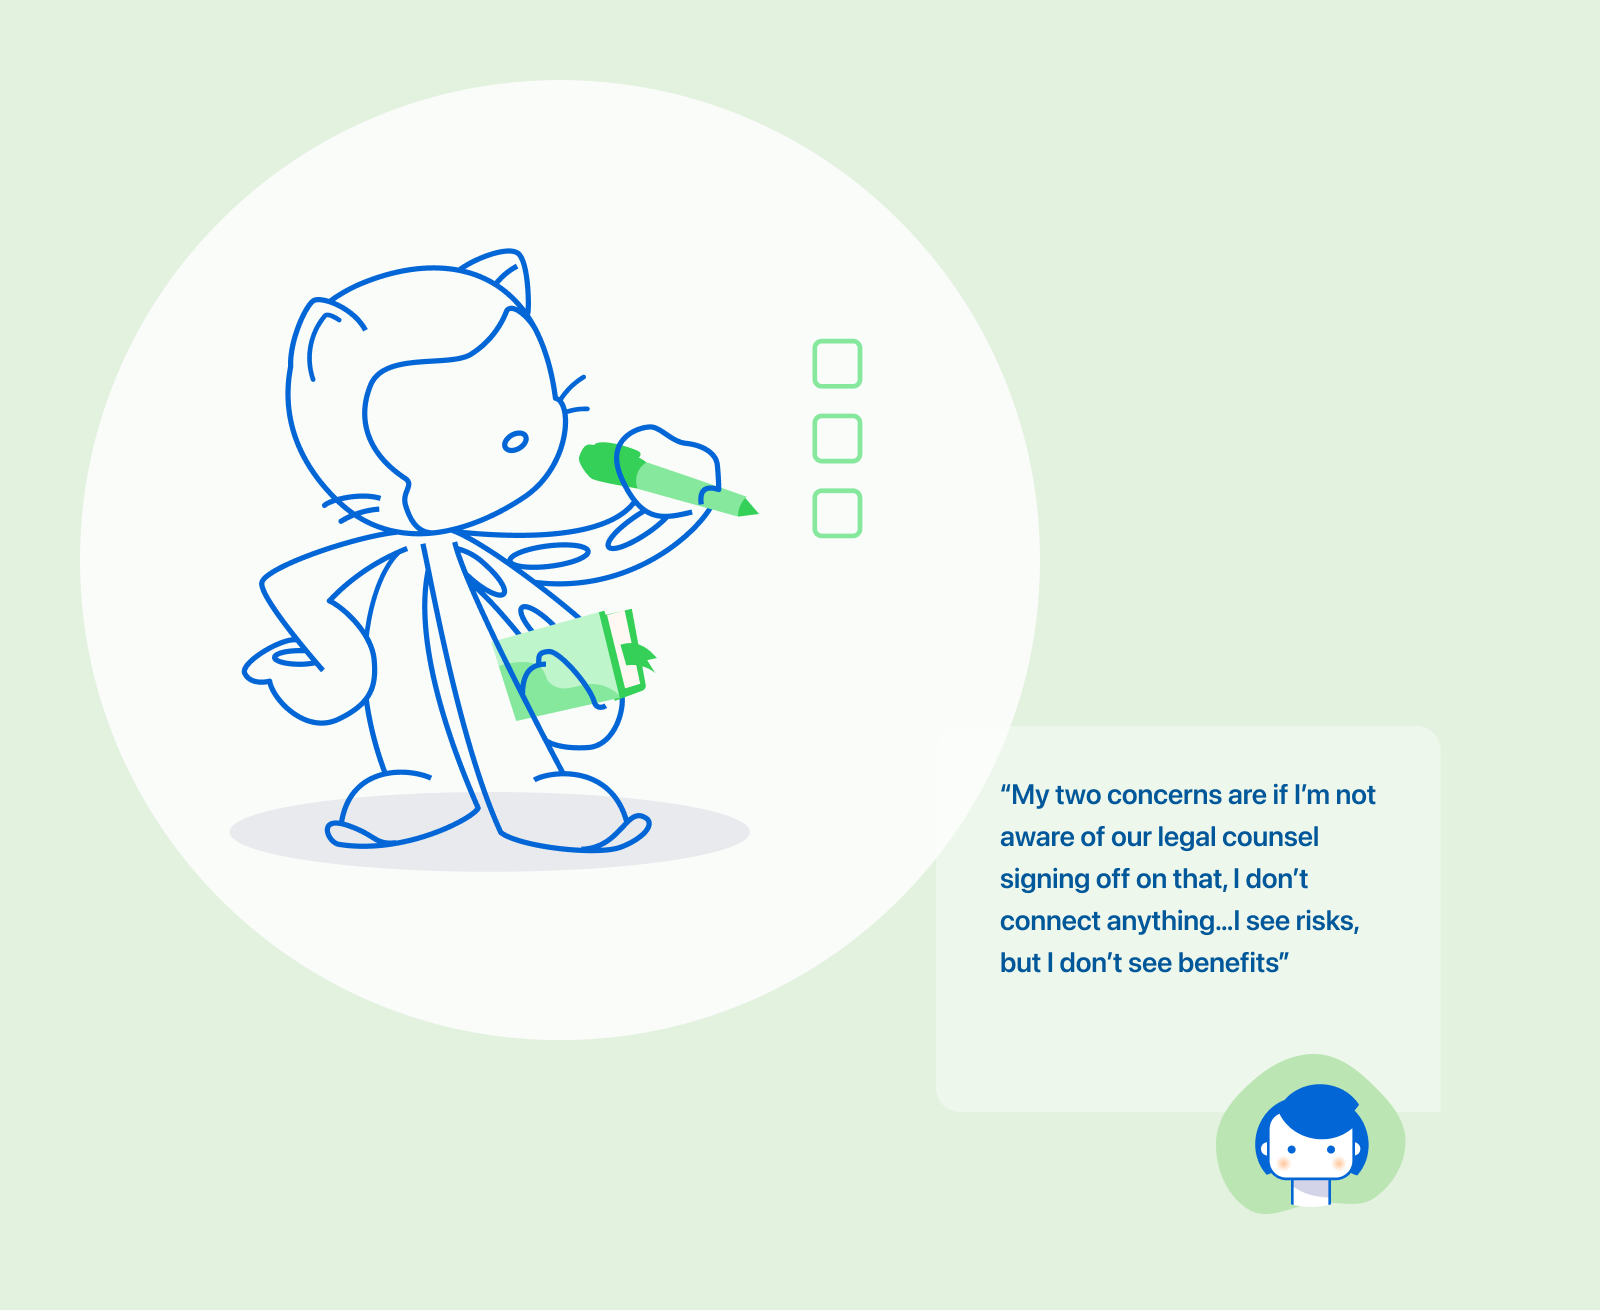 “My two concerns are if I’m not
aware of our legal counsel
signing off on that, I don’t
connect anything...I see risks,
but I don’t see benefits”